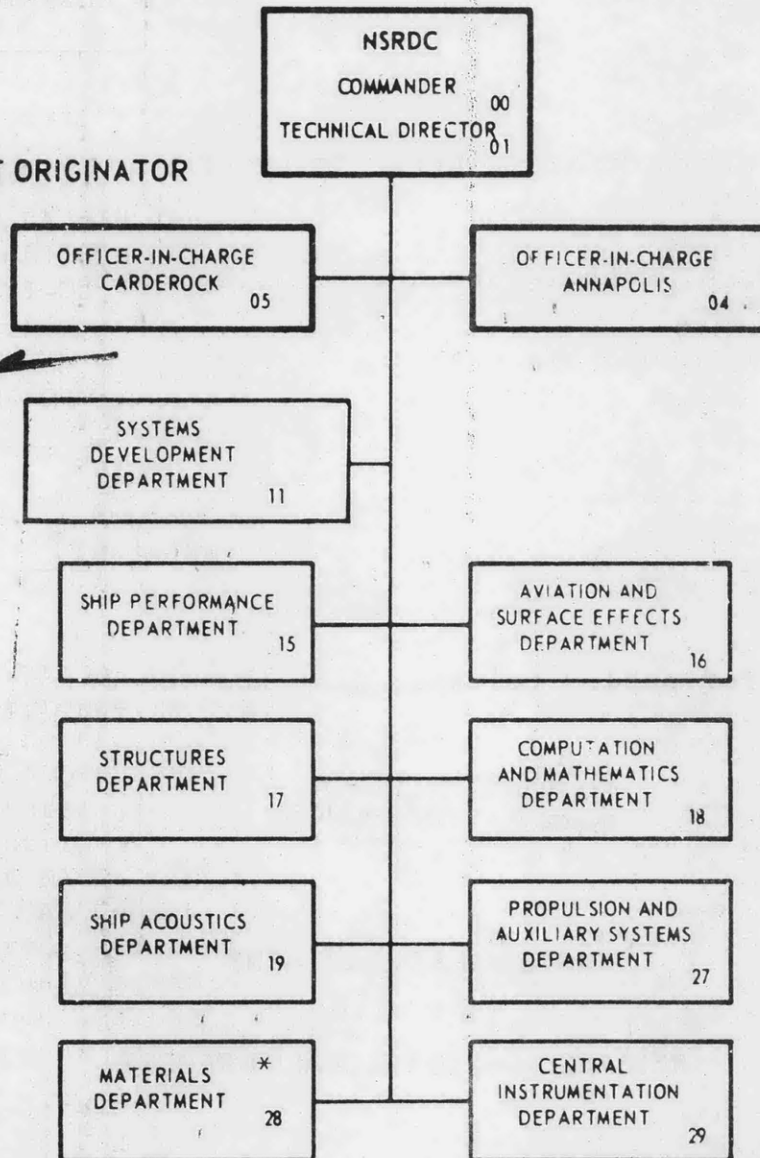 NSRDC
COMMANDER
00
TECHNICAL DIRECTOR
01
ORIGINATOR
OFFICER-IN-CHARGE
CARDEROCK
05
OFFICER-IN-CHARGE
ANNAPOLIS
04
SYSTEMS
DEVELOPMENT
DEPARTMENT
11
SHIP PERFORMANCE
DEPARTMENT
15
AVIATION AND
SURFACE EFFECTS
DEPARTMENT
16
STRUCTURES
DEPARTMENT
17
COMPUTATION
AND MATHEMATICS
DEPARTMENT
18
SHIP ACOUSTICS
DEPARTMENT
19
PROPULSION AND
AUXILIARY SYSTEMS
DEPARTMENT
27
MATERIALS *
DEPARTMENT
28
CENTRAL
INSTRUMENTATION
DEPARTMENT
29